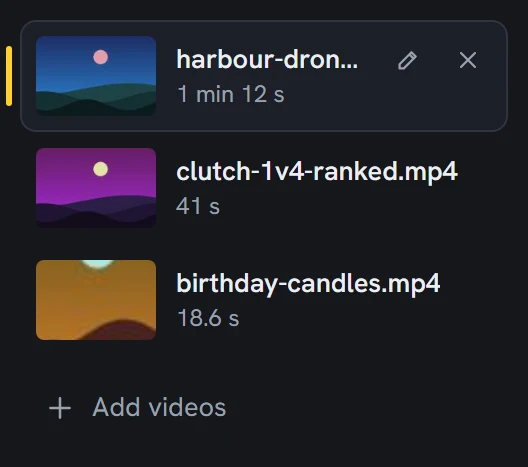 harbour-dron...
1 min 12 s
clutch-1v4-ranked.mp4
41 s
birthday-candles.mp4
18.6 s
Add videos